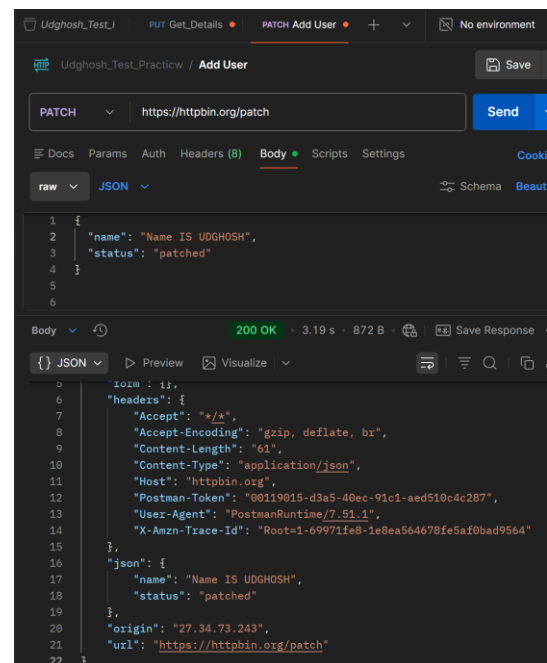 Udghosh_Test_I PUT Get_Details PATCH Add User No environment
HTTP Udghosh_Test_Practicw / Add User Save
PATCH https://httpbin.org/patch Send
Docs Params Auth Headers (8) Body Scripts Settings Cooki
raw JSON Schema Beaut
1 {
2 "name": "Name IS UDGHOSH",
3 "status": "patched"
4 }
5
6
Body 200 OK 3.19 s 872 B Save Response
{} JSON Preview Visualize
5 "form": {},
6 "headers": {
7 "Accept": "*/*",
8 "Accept-Encoding": "gzip, deflate, br",
9 "Content-Length": "61",
10 "Content-Type": "application/json",
11 "Host": "httpbin.org",
12 "Postman-Token": "00119015-d3a5-40ec-91c1-aed510c4c287",
13 "User-Agent": "PostmanRuntime/7.51.1",
14 "X-Amzn-Trace-Id": "Root=1-69971fe8-1e8ea564678fe5af0bad9564"
15 },
16 "json": {
17 "name": "Name IS UDGHOSH",
18 "status": "patched"
19 },
20 "origin": "27.34.73.243",
21 "url": "https://httpbin.org/patch"
22 }